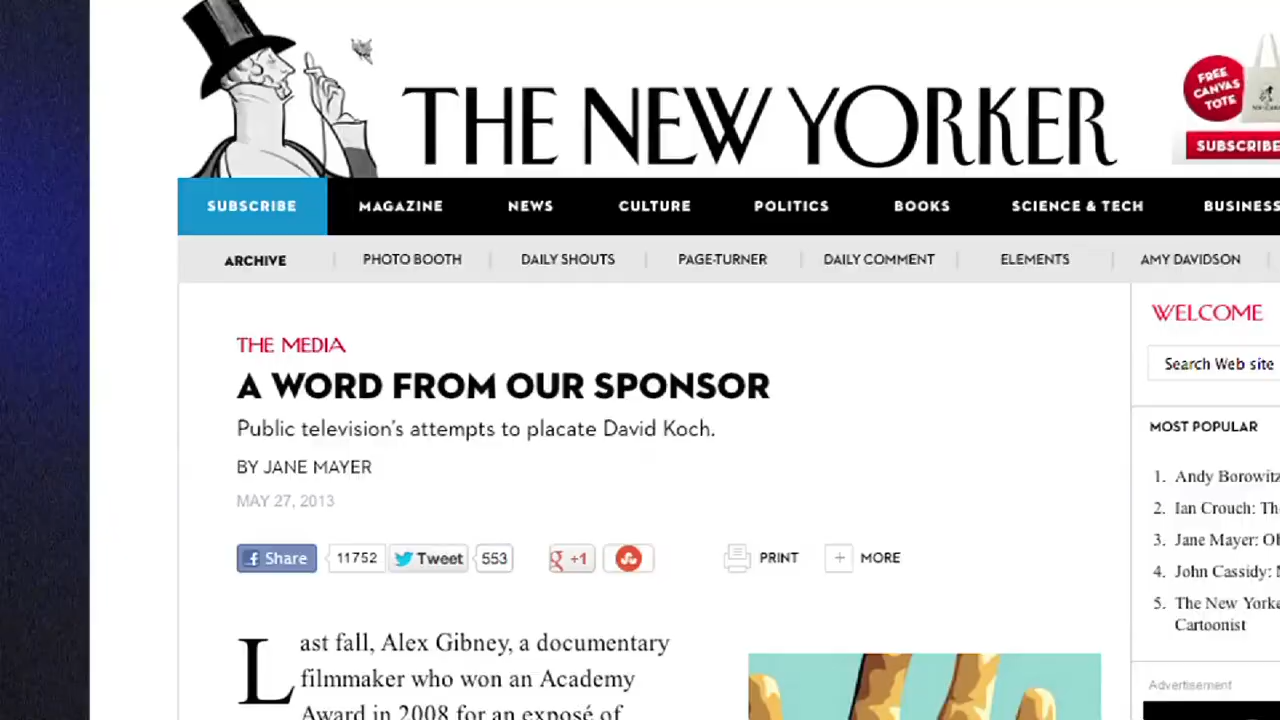 THE NEW YORKER
FREE
CANVAS
TOTE
SUBSCRIBE
SUBSCRIBE MAGAZINE NEWS CULTURE POLITICS BOOKS SCIENCE & TECH BUSINESS
ARCHIVE PHOTO BOOTH DAILY SHOUTS PAGE-TURNER DAILY COMMENT ELEMENTS AMY DAVIDSON
THE MEDIA
A WORD FROM OUR SPONSOR
Public television's attempts to placate David Koch.
BY JANE MAYER
MAY 27, 2013
Share 11752 Tweet 553 +1 PRINT + MORE
Last fall, Alex Gibney, a documentary
filmmaker who won an Academy
Award in 2008 for an exposé of
WELCOME
Search Web site
MOST POPULAR
1. Andy Borowitz
2. Ian Crouch: Th
3. Jane Mayer: Ob
4. John Cassidy:
5. The New Yorke
Cartoonist
Advertisement